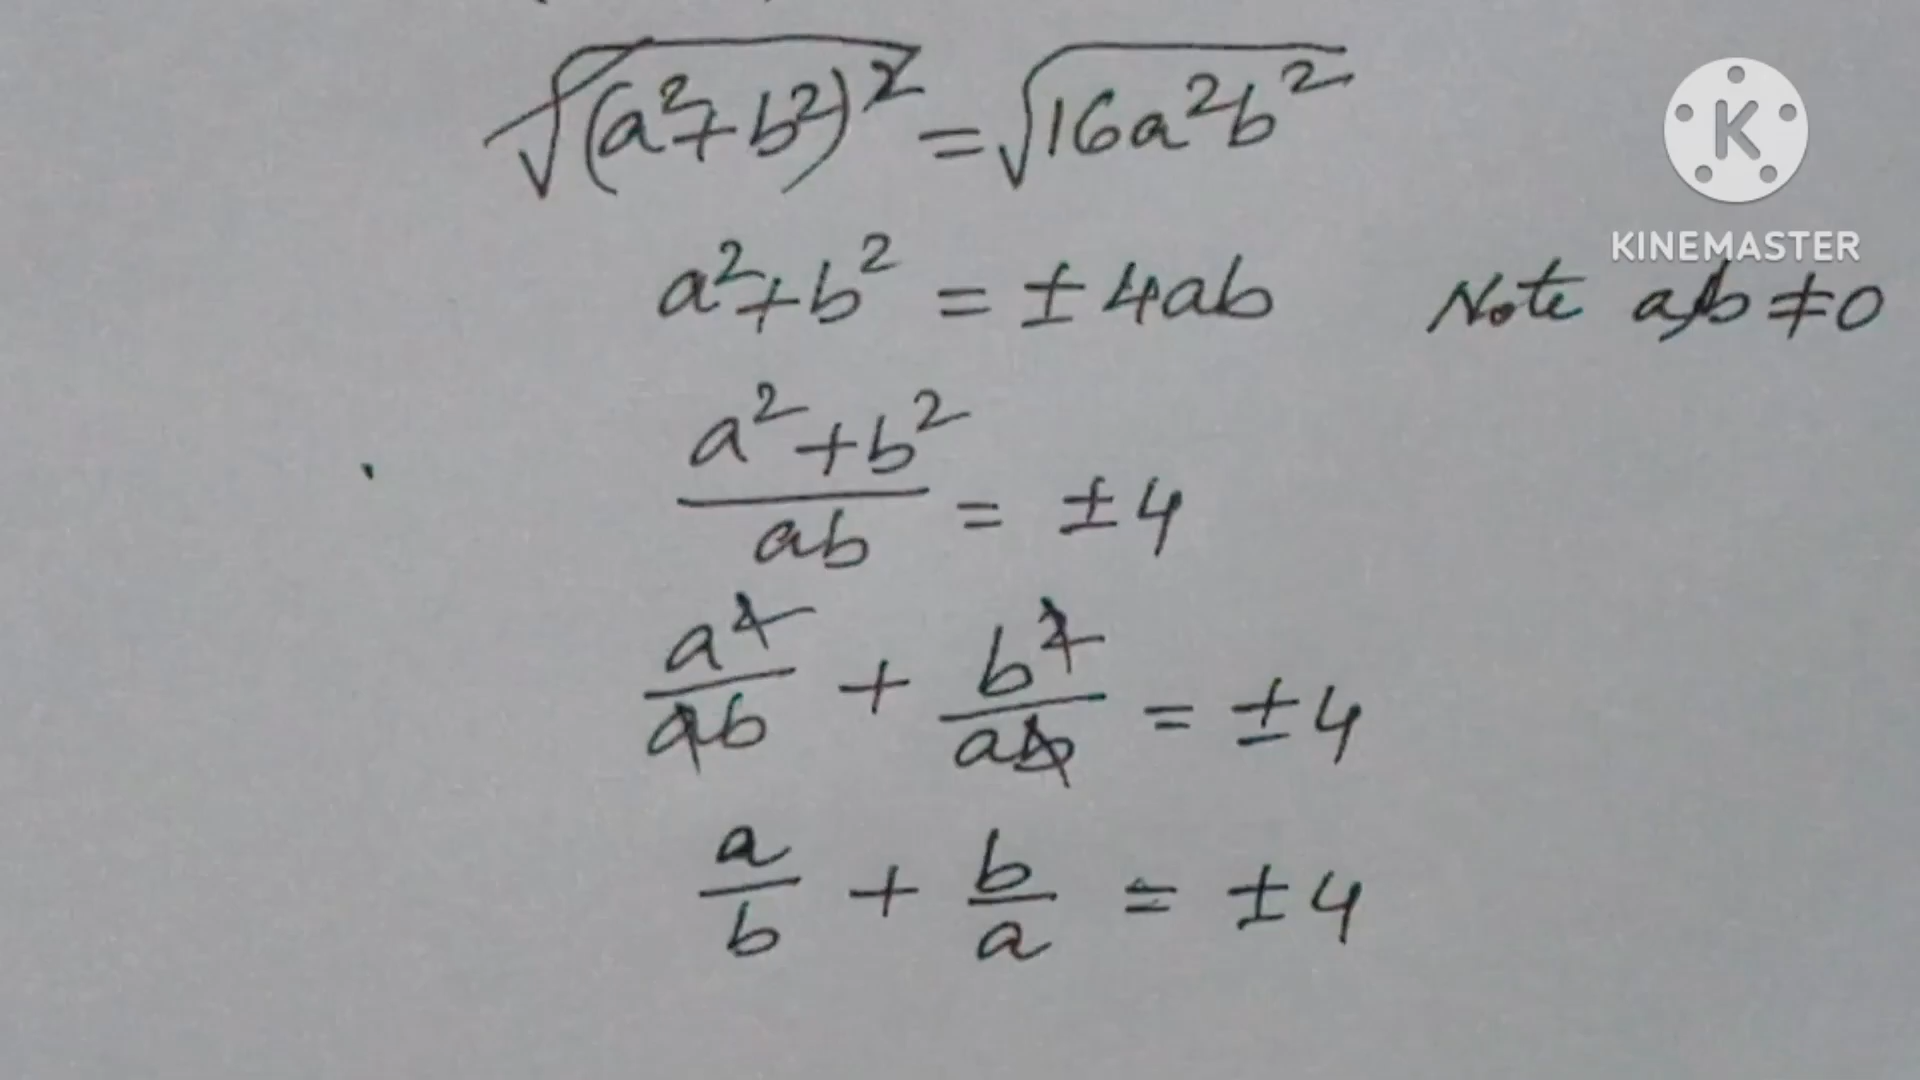 √(a²+b²)² = √16a²b²
K
KINEMASTER
a²+b² = ±4ab Note a,b ≠0
a²+b²/ab = ±4
a²/ab + b²/ab = ±4
a/b + b/a = ±4